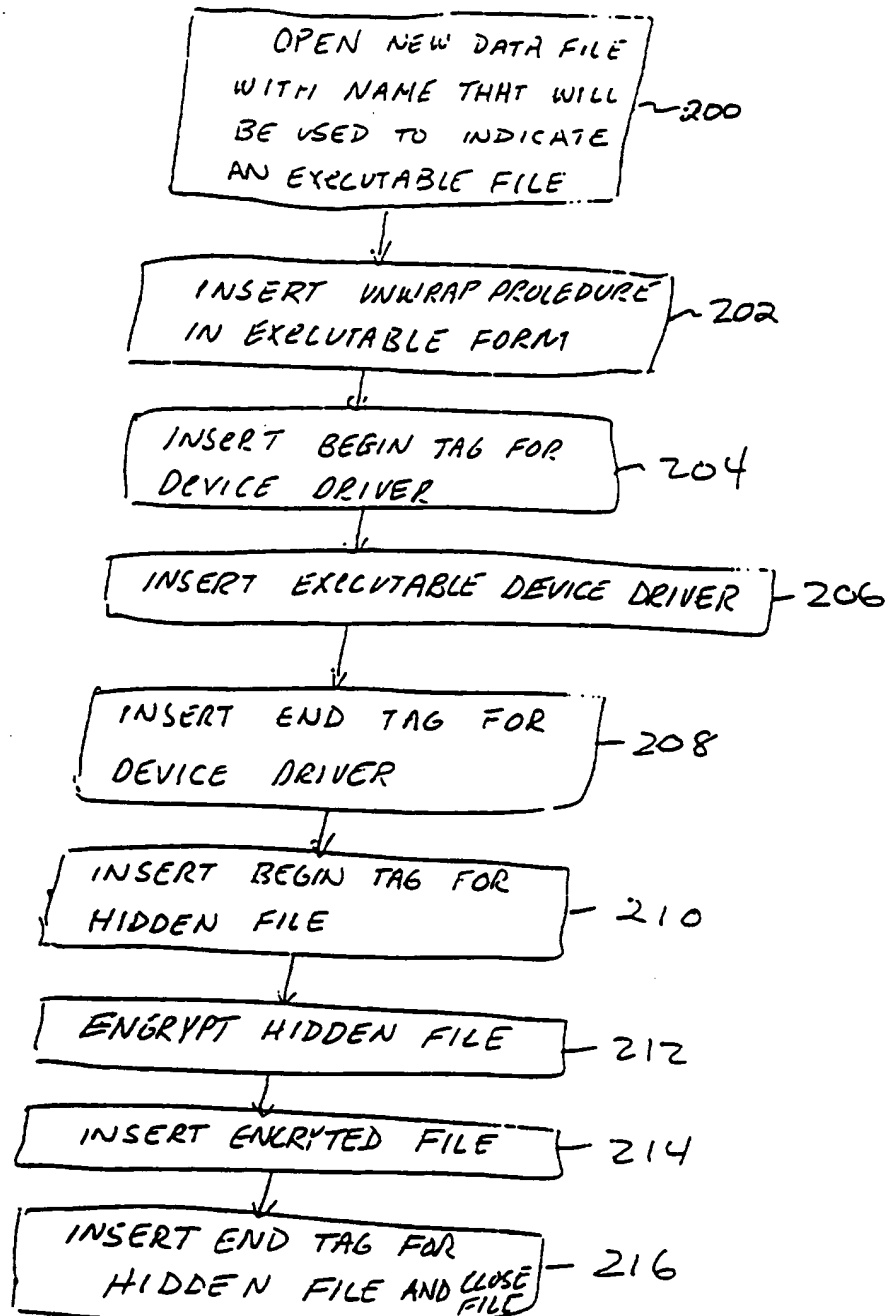 OPEN NEW DATA FILE
WITH NAME THAT WILL
BE USED TO INDICATE
AN EXECUTABLE FILE
200
INSERT UNWRAP PROCEDURE
IN EXECUTABLE FORM
202
INSERT BEGIN TAG FOR
DEVICE DRIVER
204
INSERT EXECUTABLE DEVICE DRIVER
206
INSERT END TAG FOR
DEVICE DRIVER
208
INSERT BEGIN TAG FOR
HIDDEN FILE
210
ENCRYPT HIDDEN FILE
212
INSERT ENCRYTED FILE
214
INSERT END TAG FOR
HIDDEN FILE AND CLOSE
FILE
216